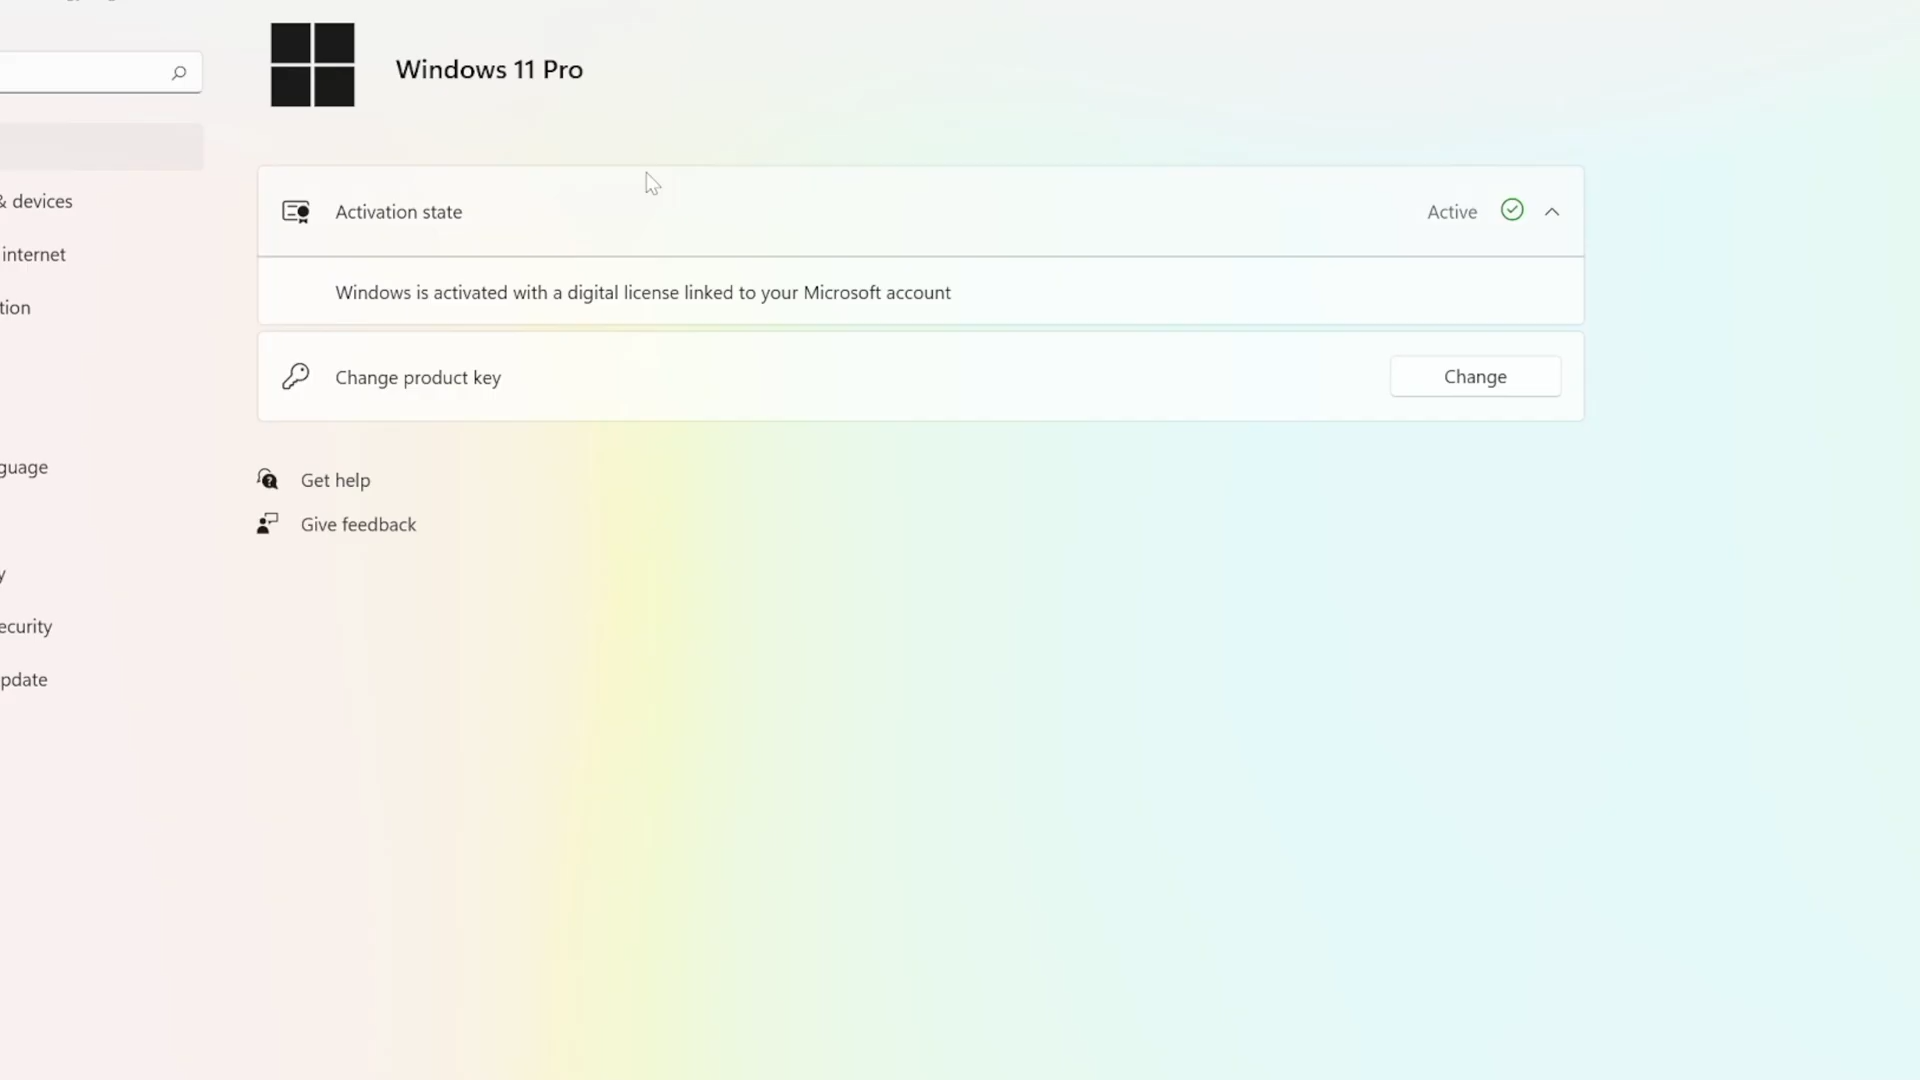 Windows 11 Pro
& devices
internet
tion
guage
y
ecurity
pdate
Activation state
Active
Windows is activated with a digital license linked to your Microsoft account
Change product key
Change
Get help
Give feedback